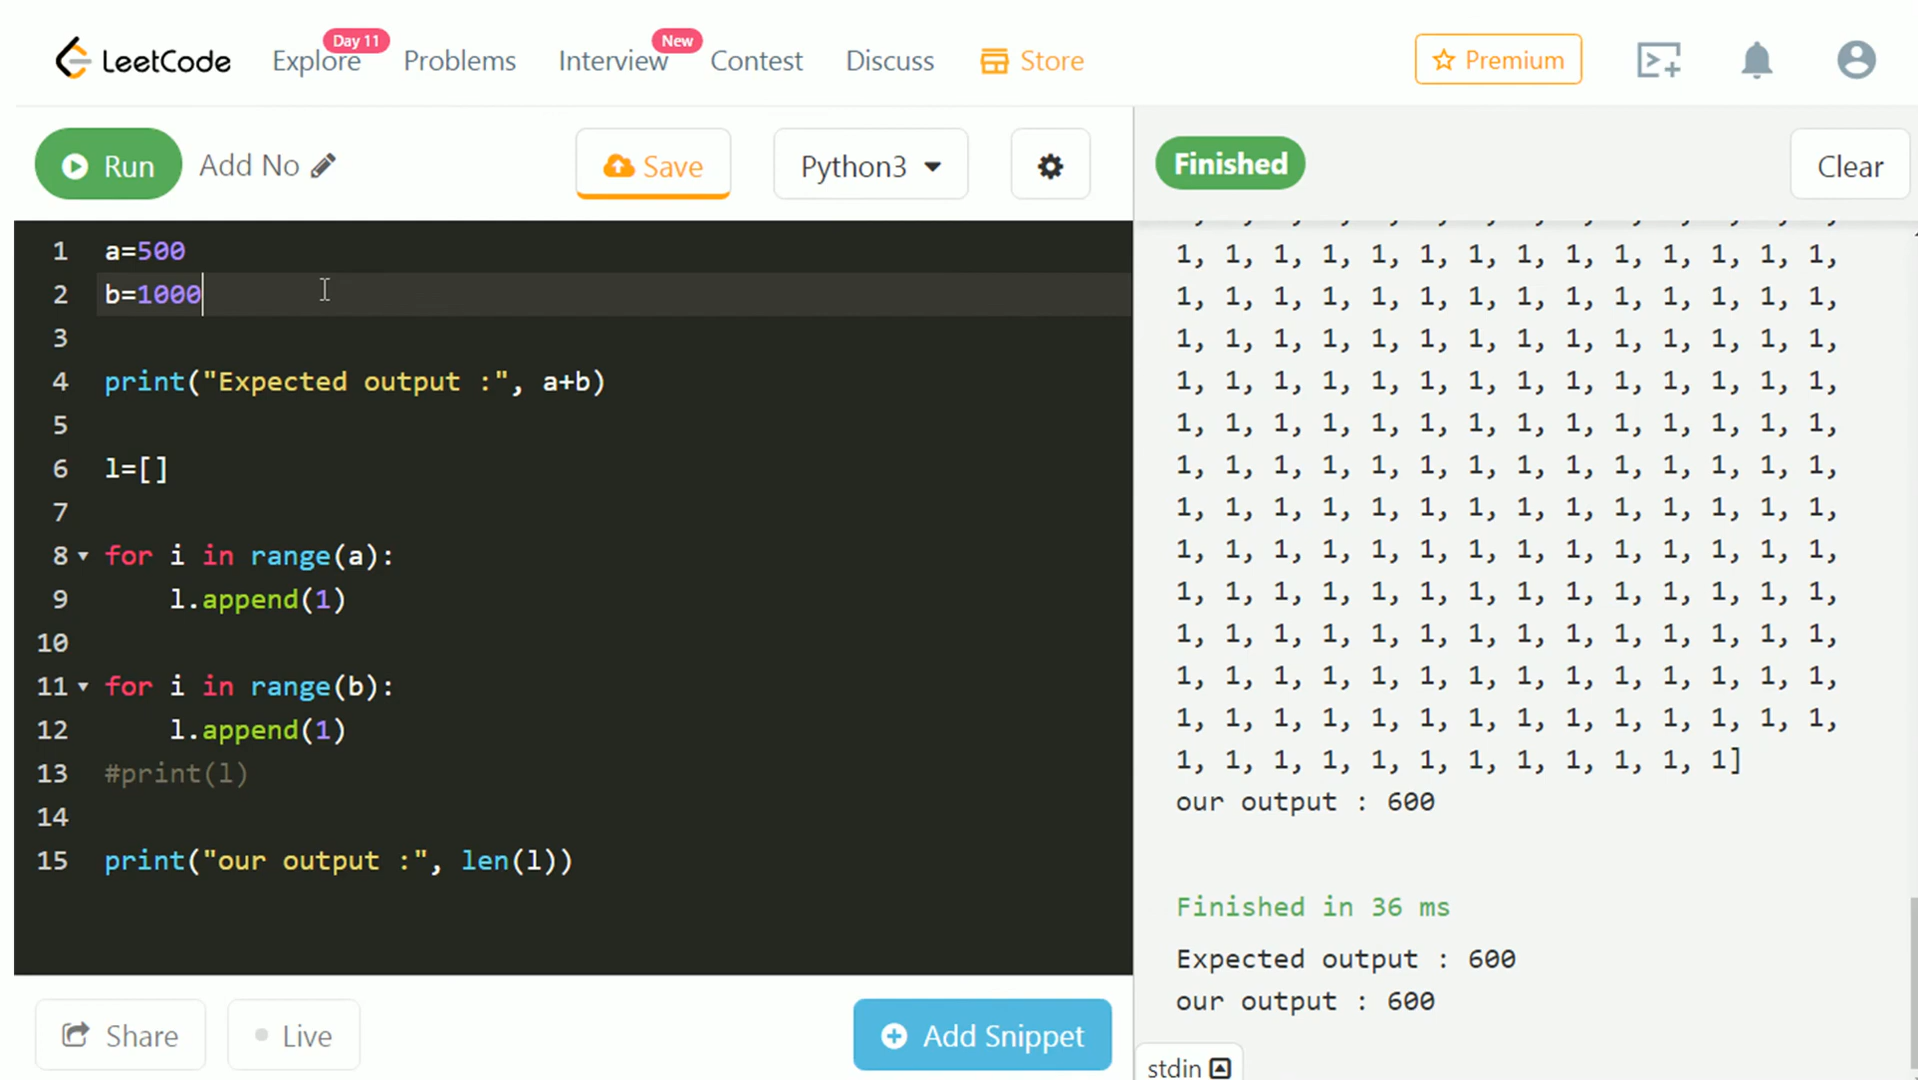 LeetCode Explore Day 11 Problems Interview New Contest Discuss Store Premium
Run Add No Save Python3 Finished Clear
1 a=500
2 b=1000
3
4 print("Expected output :", a+b)
5
6 l=[]
7
8 for i in range(a):
9 l.append(1)
10
11 for i in range(b):
12 l.append(1)
13 #print(l)
14
15 print("our output :", len(l))
1, 1, 1, 1, 1, 1, 1, 1, 1, 1, 1, 1, 1, 1,
1, 1, 1, 1, 1, 1, 1, 1, 1, 1, 1, 1, 1, 1,
1, 1, 1, 1, 1, 1, 1, 1, 1, 1, 1, 1, 1, 1,
1, 1, 1, 1, 1, 1, 1, 1, 1, 1, 1, 1, 1, 1,
1, 1, 1, 1, 1, 1, 1, 1, 1, 1, 1, 1, 1, 1,
1, 1, 1, 1, 1, 1, 1, 1, 1, 1, 1, 1, 1, 1,
1, 1, 1, 1, 1, 1, 1, 1, 1, 1, 1, 1, 1, 1,
1, 1, 1, 1, 1, 1, 1, 1, 1, 1, 1, 1, 1, 1,
1, 1, 1, 1, 1, 1, 1, 1, 1, 1, 1, 1, 1, 1,
1, 1, 1, 1, 1, 1, 1, 1, 1, 1, 1, 1, 1, 1,
1, 1, 1, 1, 1, 1, 1, 1, 1, 1, 1, 1, 1, 1,
1, 1, 1, 1, 1, 1, 1, 1, 1, 1, 1, 1, 1, 1,
1, 1, 1, 1, 1, 1, 1, 1, 1, 1, 1, 1]
our output : 600
Finished in 36 ms
Expected output : 600
our output : 600
Share Live Add Snippet
stdin